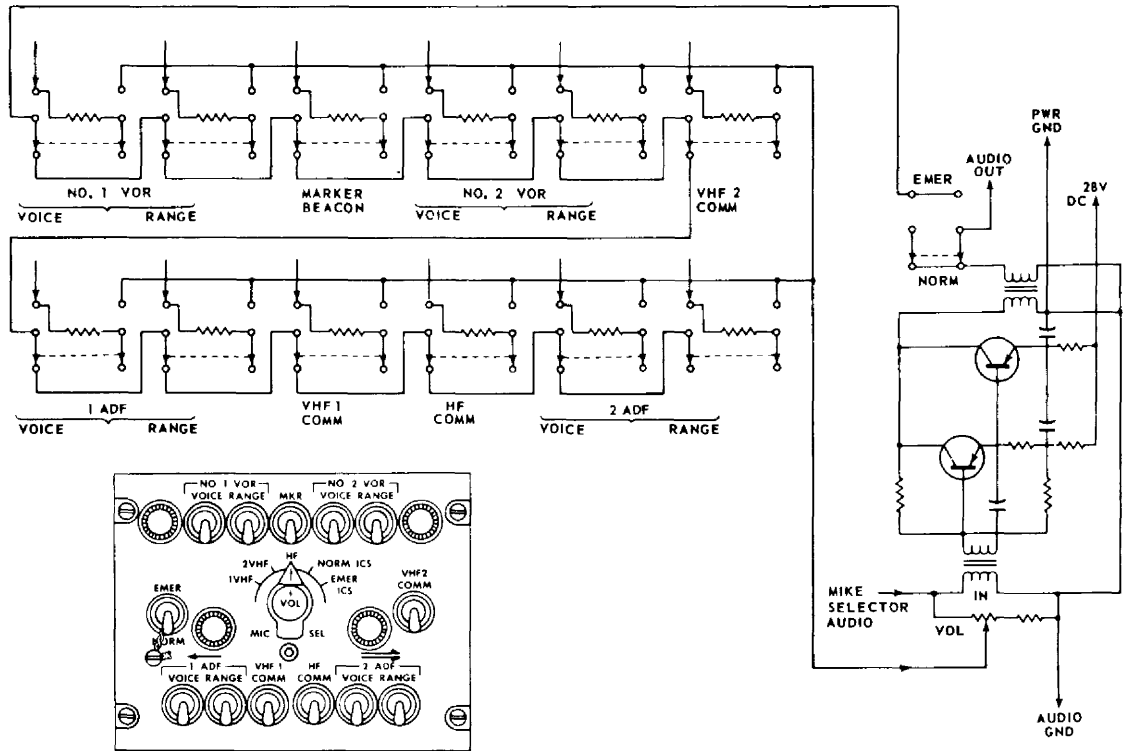 NO. 1 VOR
VOICE RANGE
MARKER
BEACON
NO. 2 VOR
VOICE RANGE
VHF 2
COMM
PWR
GND
AUDIO
OUT
EMER
28V
DC
NORM
1 ADF
VOICE RANGE
VHF 1
COMM
HF
COMM
2 ADF
VOICE RANGE
MIKE
SELECTOR
AUDIO
IN
VOL
AUDIO
GND
NO 1 VOR
VOICE RANGE
MKR
NO. 2 VOR
VOICE RANGE
HF
2VHF
NORM ICS
1VHF
EMER
ICS
VOL
EMER
VHF2
COMM
NORM
MIC
SEL
1 ADF
VOICE RANGE
VHF 1
COMM
HF
COMM
2 ADF
VOICE RANGE